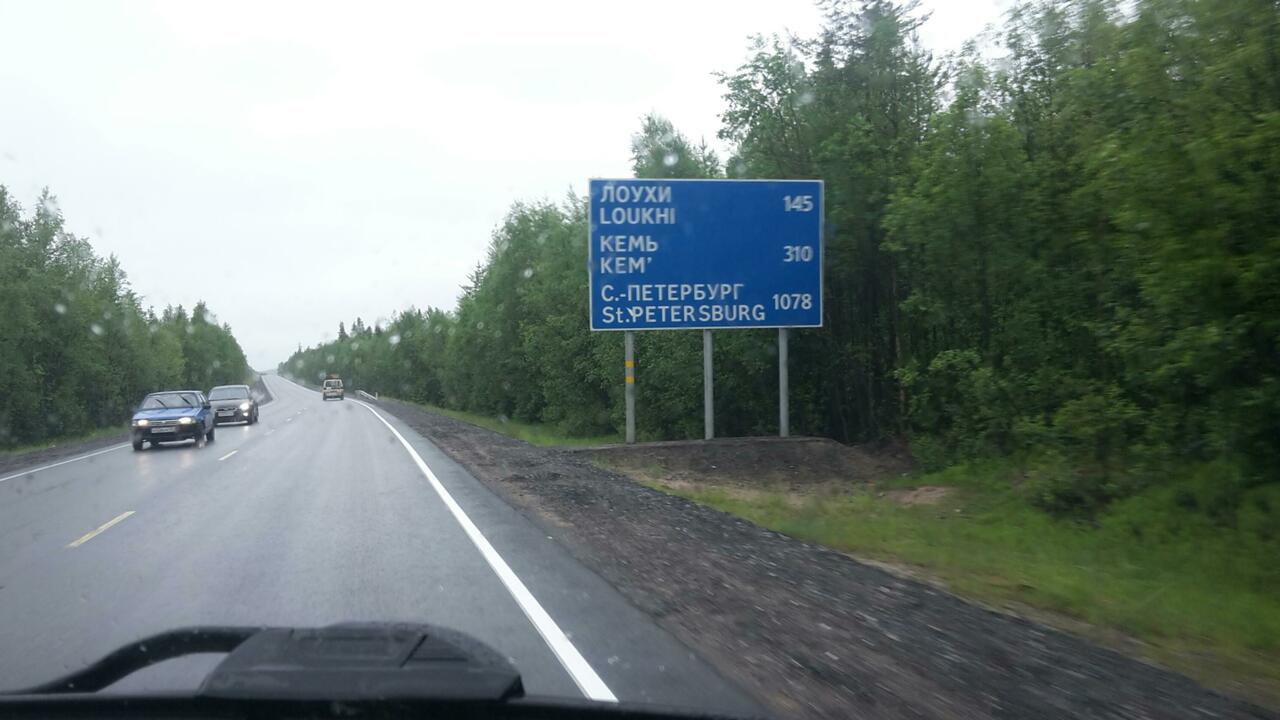 ЛОУХИ
LOUKHI 145
КЕМЬ
KEM' 310
С.-ПЕТЕРБУРГ
St.PETERSBURG 1078